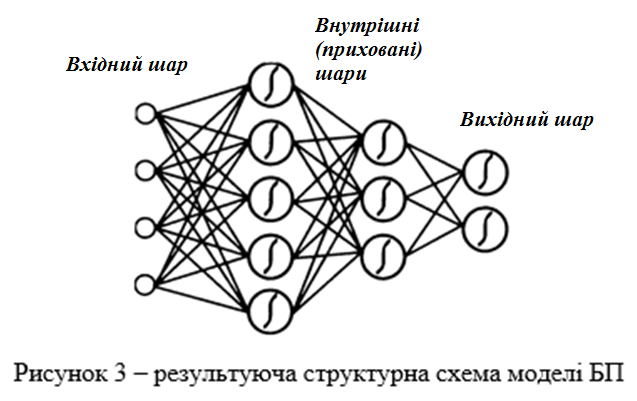 Вхідний шар
Внутрішні
(приховані)
шари
Вихідний шар
Рисунок 3 – результуюча структурна схема моделі БП